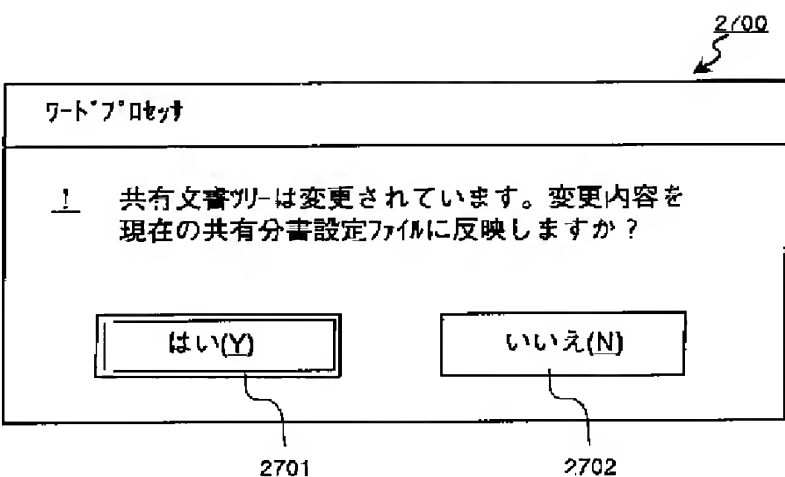 2700
ワードプロセッサ
! 共有文書ツリーは変更されています。変更内容を
現在の共有分書設定ファイルに反映しますか？
はい(Y) いいえ(N)
2701 2702